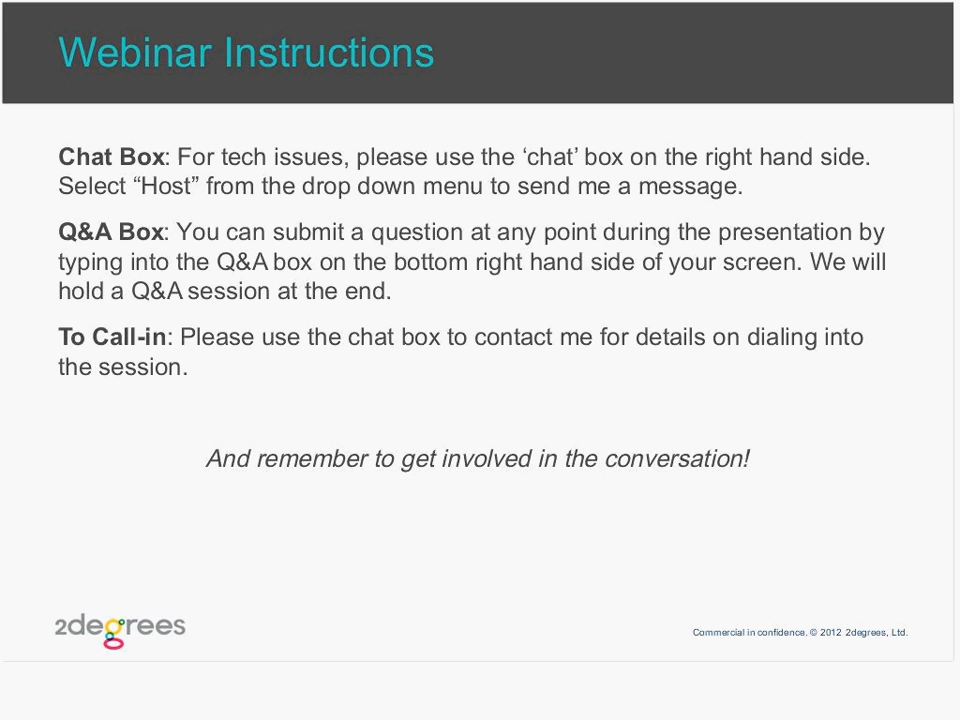 Webinar Instructions
Chat Box: For tech issues, please use the ‘chat’ box on the right hand side.
Select “Host” from the drop down menu to send me a message.
Q&A Box: You can submit a question at any point during the presentation by
typing into the Q&A box on the bottom right hand side of your screen. We will
hold a Q&A session at the end.
To Call-in: Please use the chat box to contact me for details on dialing into
the session.
And remember to get involved in the conversation!
2degrees
Commercial in confidence. © 2012 2degrees, Ltd.